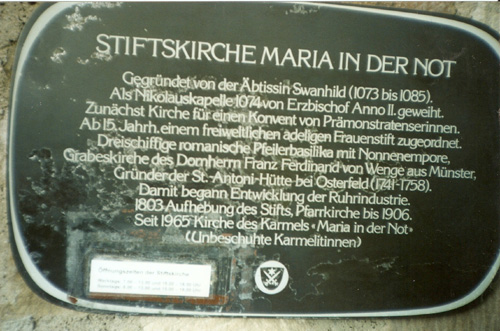 STIFTSKIRCHE MARIA IN DER NOT
Gegründet von der Äbtissin Swanhild (1073 bis 1085).
Als Nikolauskapelle 1074 von Erzbischof Anno II. geweiht.
Zunächst Kirche für einen Konvent von Prämonstratenserinnen.
Ab 15. Jahrh. einem freiweltlichen adeligen Frauenstift zugeordnet.
Dreischiffige romanische Pfeilerbasilika mit Nonnenempore,
Grabeskirche des Domherrn Franz Ferdinand von Wenge aus Münster,
Gründer der St.-Antoni-Hütte bei Osterfeld (1741-1758).
Damit begann Entwicklung der Ruhrindustrie.
1803 Aufhebung des Stifts, Pfarrkirche bis 1906.
Seit 1965 Kirche des Karmels »Maria in der Not«
(Unbeschuhte Karmelitinnen)
Öffnungszeiten der Stiftskirche